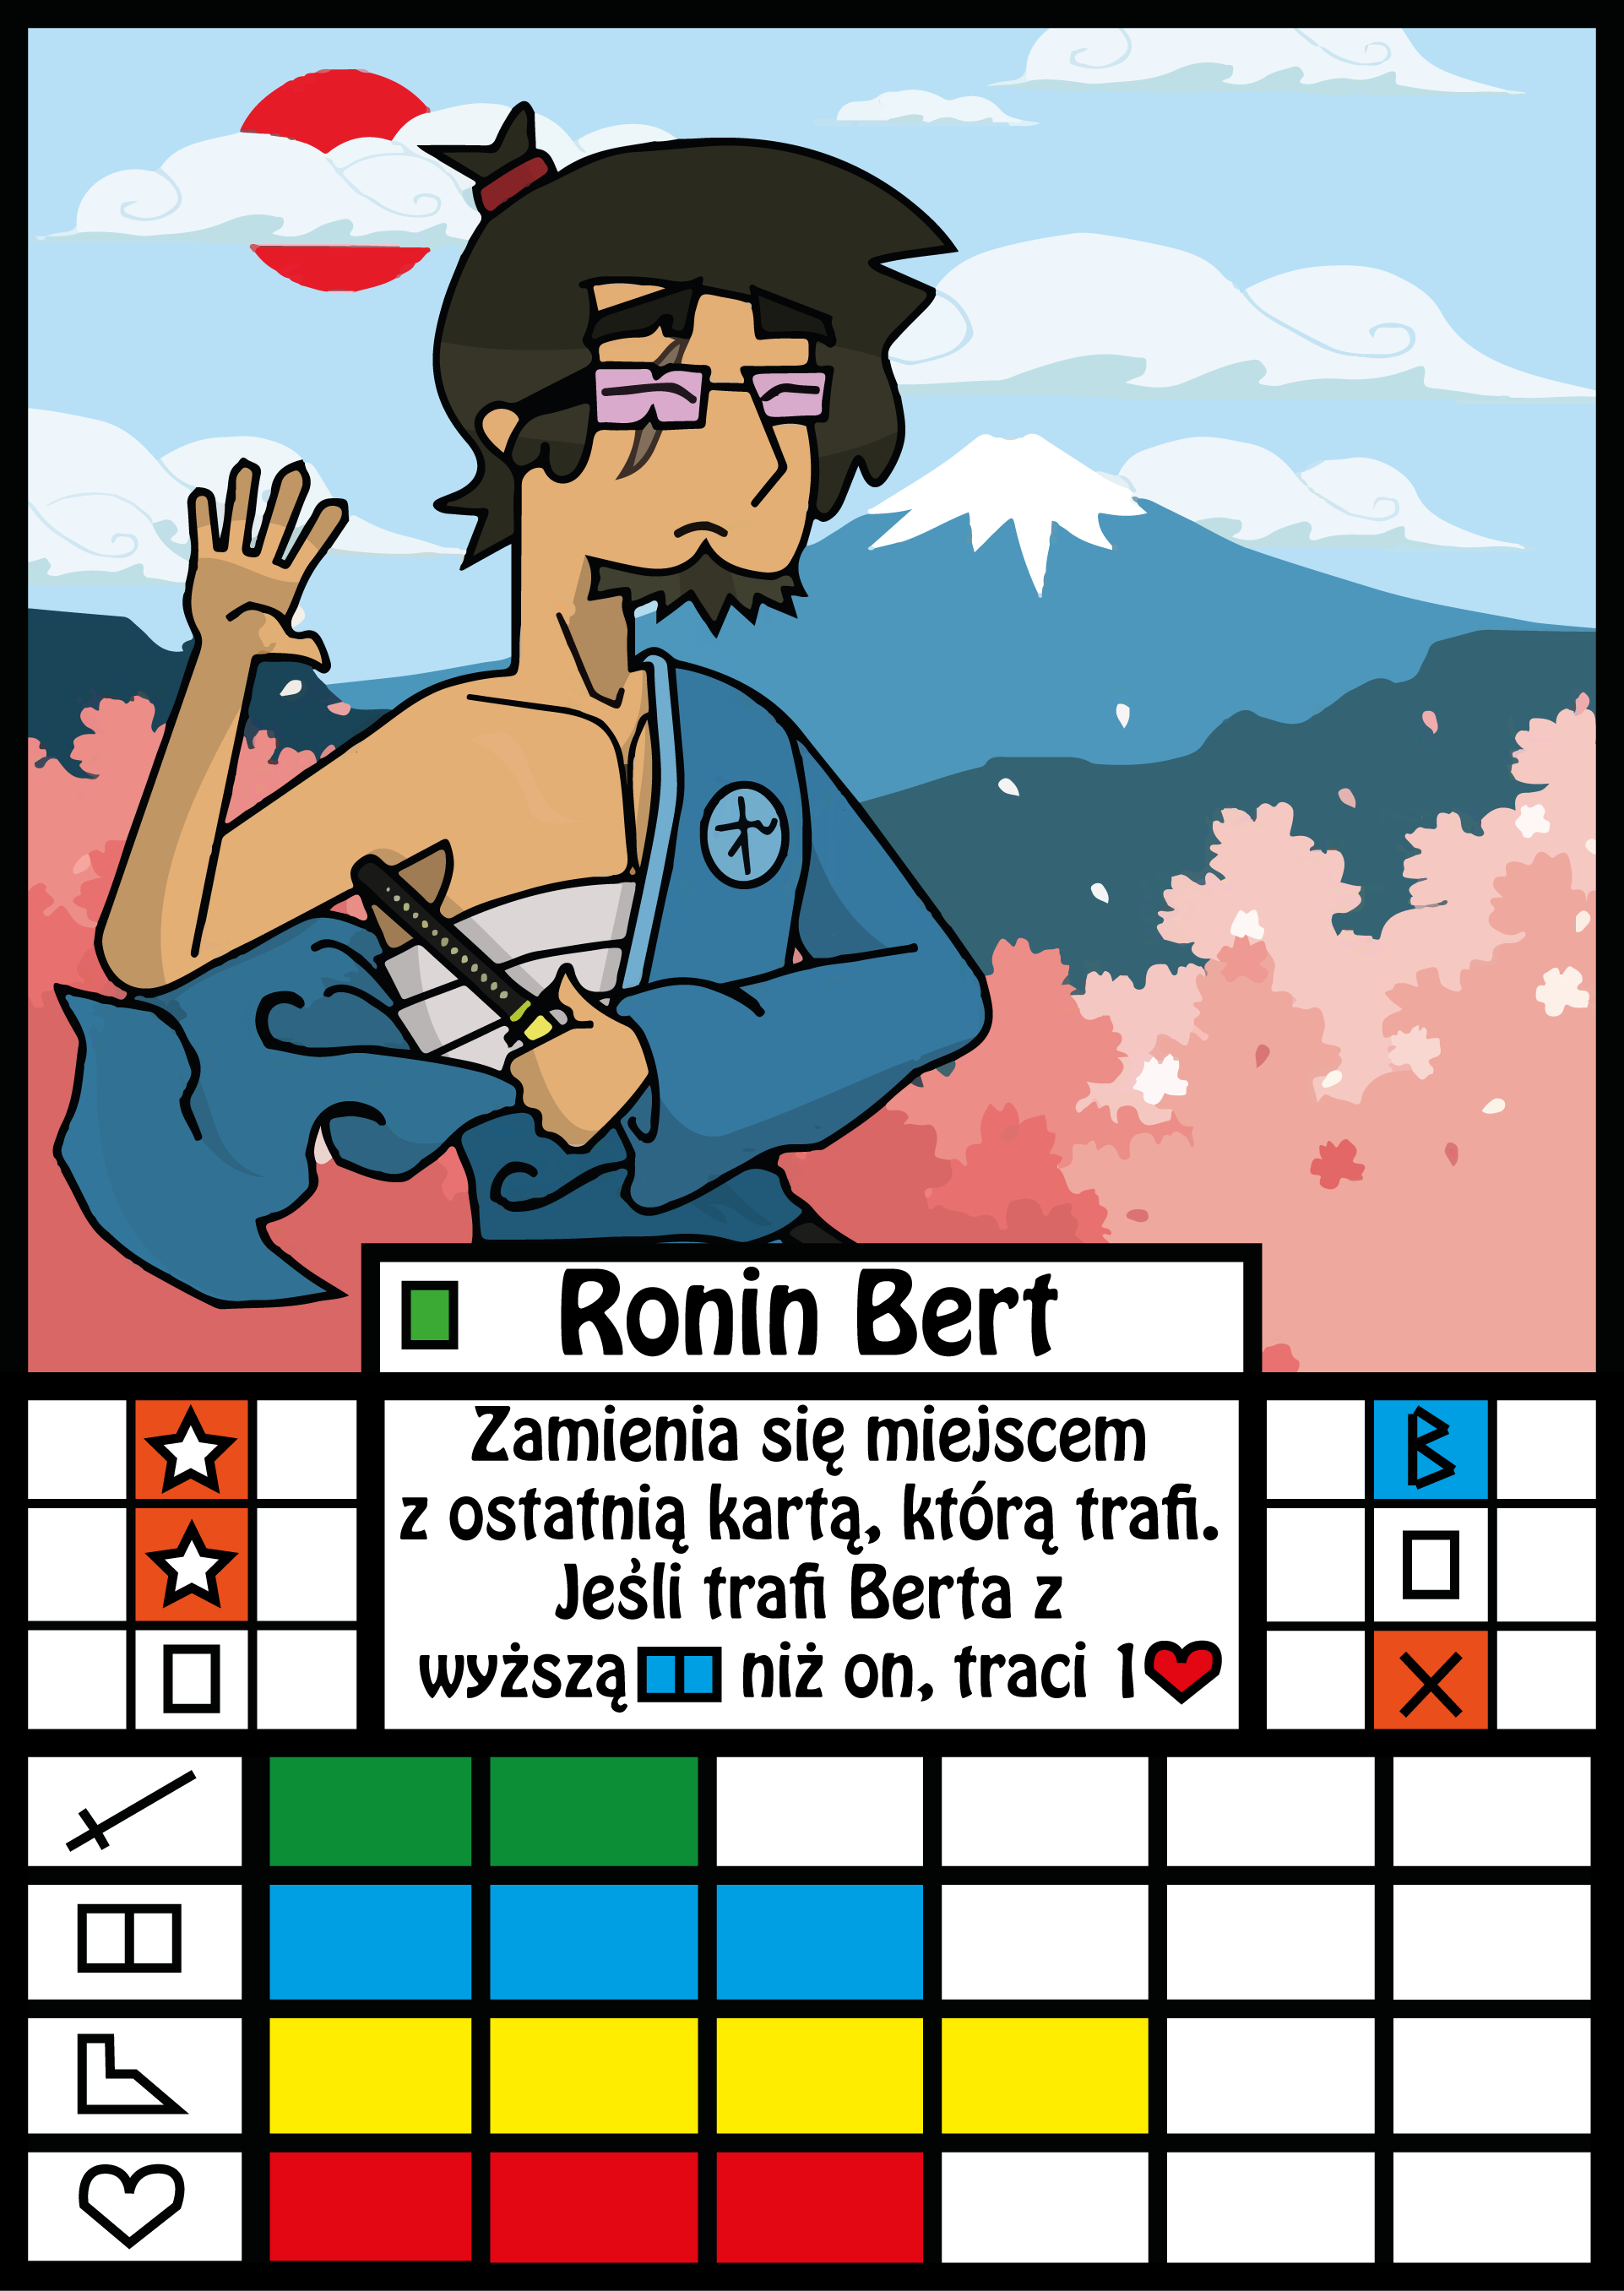 Ronin Bert
Zamienia się miejscem
z ostatnią kartą, którą trafi.
Jeśli trafi Berta z
wyższą niż on, traci 1